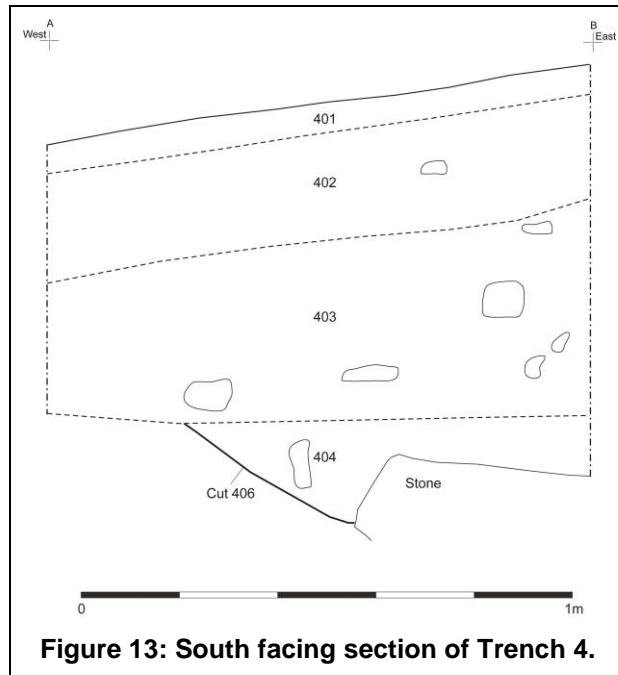 A
West
B
East
401
402
403
404
Cut 406
Stone
0 1m
Figure 13: South facing section of Trench 4.